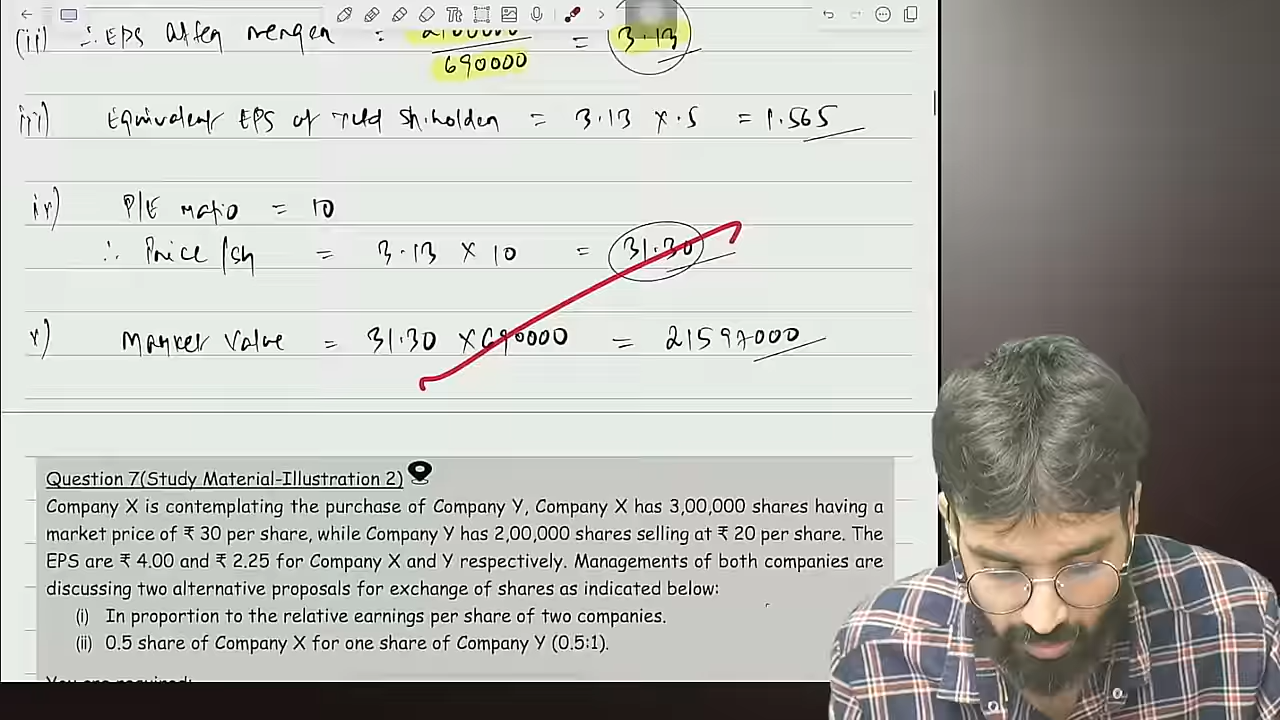 (ii) ∴ EPS after merger = 2160000 / 690000 = 3.13
iii) Equivalent EPS of Sh.holder = 3.13 × .5 = 1.565
iv) P/E ratio = 10
∴ Price /sh = 3.13 × 10 = 31.30
v) Market Value = 31.30 × 690000 = 21597000
Question 7(Study Material-Illustration 2)
Company X is contemplating the purchase of Company Y, Company X has 3,00,000 shares having a
market price of ₹ 30 per share, while Company Y has 2,00,000 shares selling at ₹ 20 per share. The
EPS are ₹ 4.00 and ₹ 2.25 for Company X and Y respectively. Managements of both companies are
discussing two alternative proposals for exchange of shares as indicated below:
(i) In proportion to the relative earnings per share of two companies.
(ii) 0.5 share of Company X for one share of Company Y (0.5:1).
You are required: